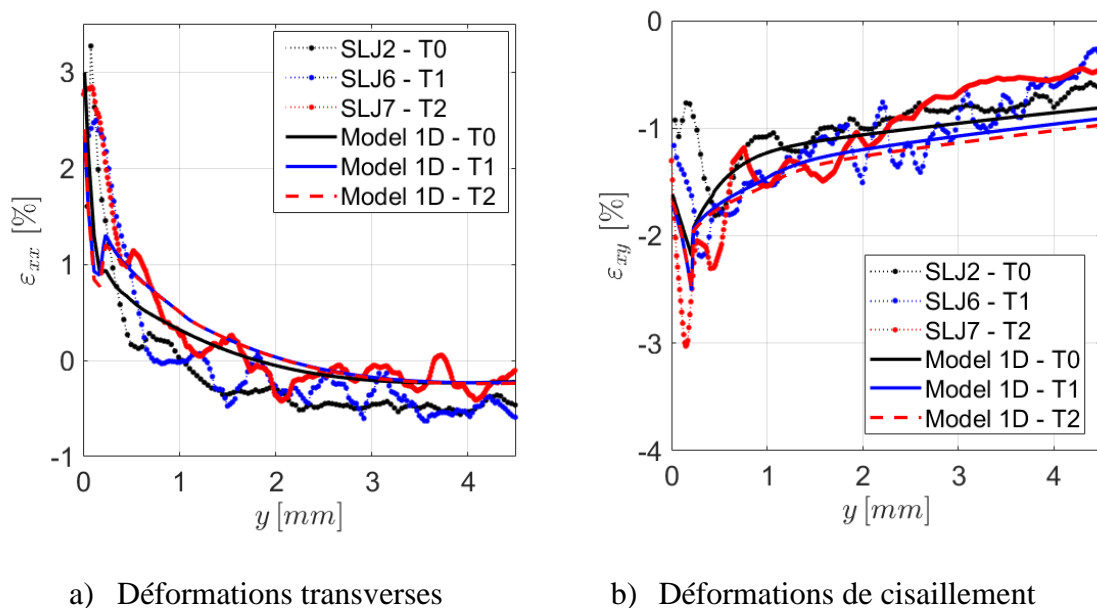 SLJ2 - T0
SLJ6 - T1
SLJ7 - T2
Model 1D - T0
Model 1D - T1
Model 1D - T2
3
2
1
0
-1
ε_xx [%]
0 1 2 3 4
y [mm]
a) Déformations transverses
0
-1
-2
-3
-4
ε_xy [%]
SLJ2 - T0
SLJ6 - T1
SLJ7 - T2
Model 1D - T0
Model 1D - T1
Model 1D - T2
0 1 2 3 4
y [mm]
b) Déformations de cisaillement